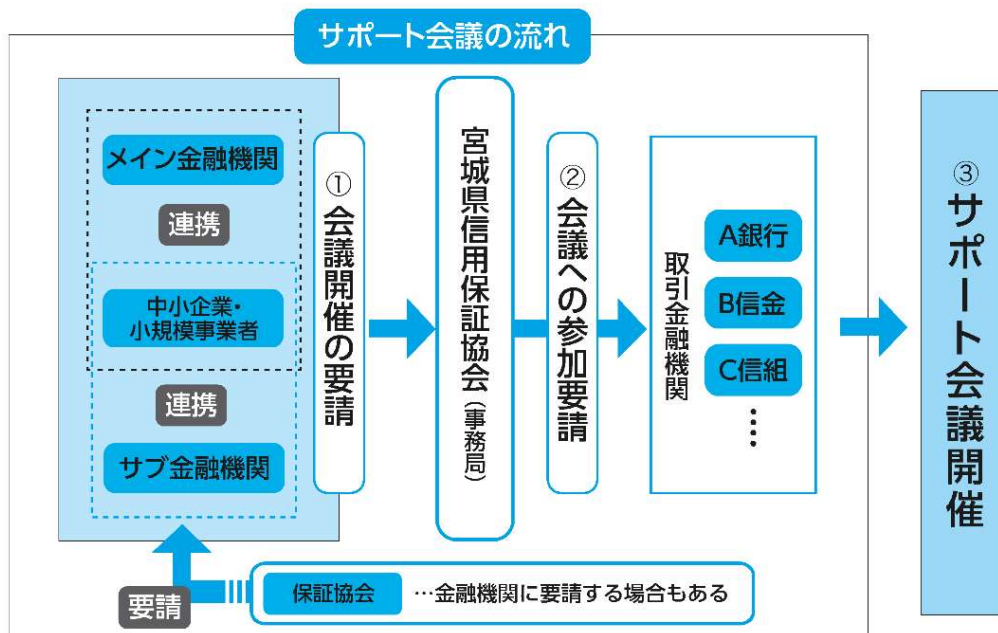 サポート会議の流れ
メイン金融機関
連携
中小企業・
小規模事業者
連携
サブ金融機関
①会議開催の要請
宮城県信用保証協会(事務局)
②会議への参加要請
取引金融機関
A銀行
B信金
C信組
⋮
③サポート会議開催
要請
保証協会 …金融機関に要請する場合もある